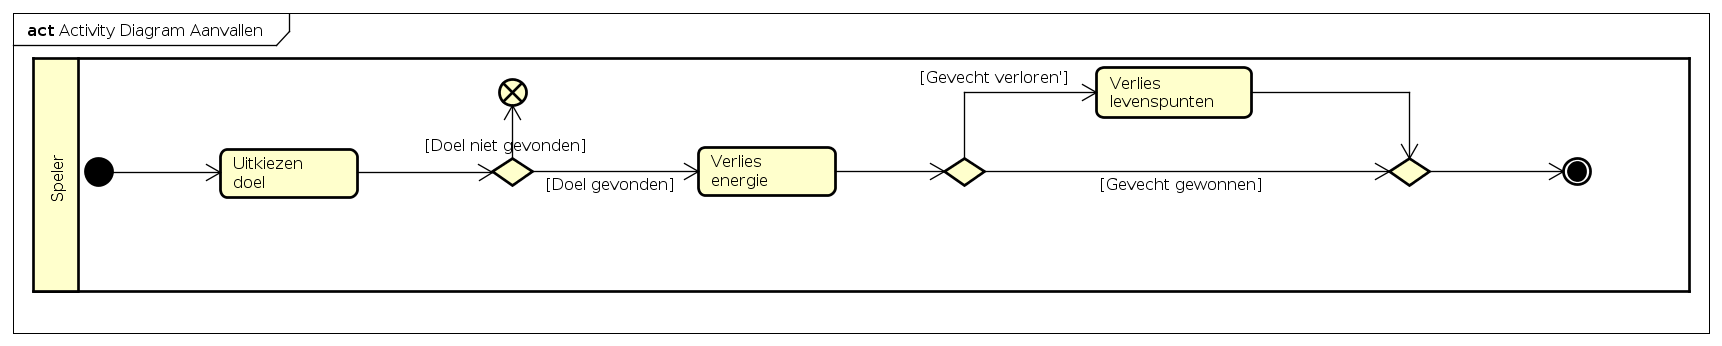 act Activity Diagram Aanvallen
Speler
Uitkiezen
doel
[Doel niet gevonden]
[Doel gevonden]
Verlies
energie
[Gevecht verloren']
Verlies
levenspunten
[Gevecht gewonnen]